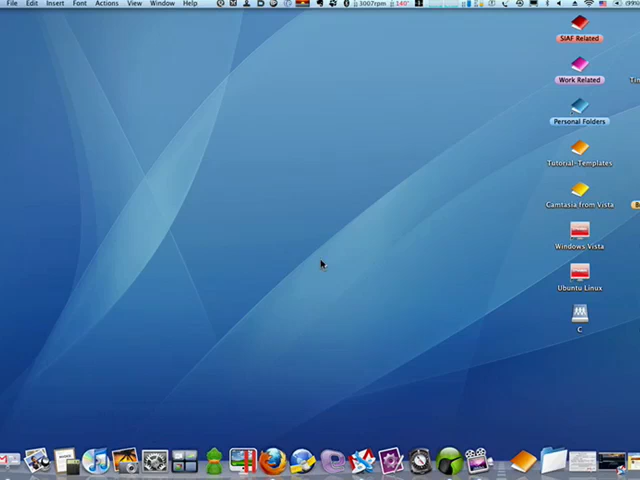 File Edit Insert Font Actions View Window Help 3007rpm 140°
SIAF Related
Work Related
Personal Folders
Tutorial-Templates
Camtasia from Vista
Windows Vista
Ubuntu Linux
C